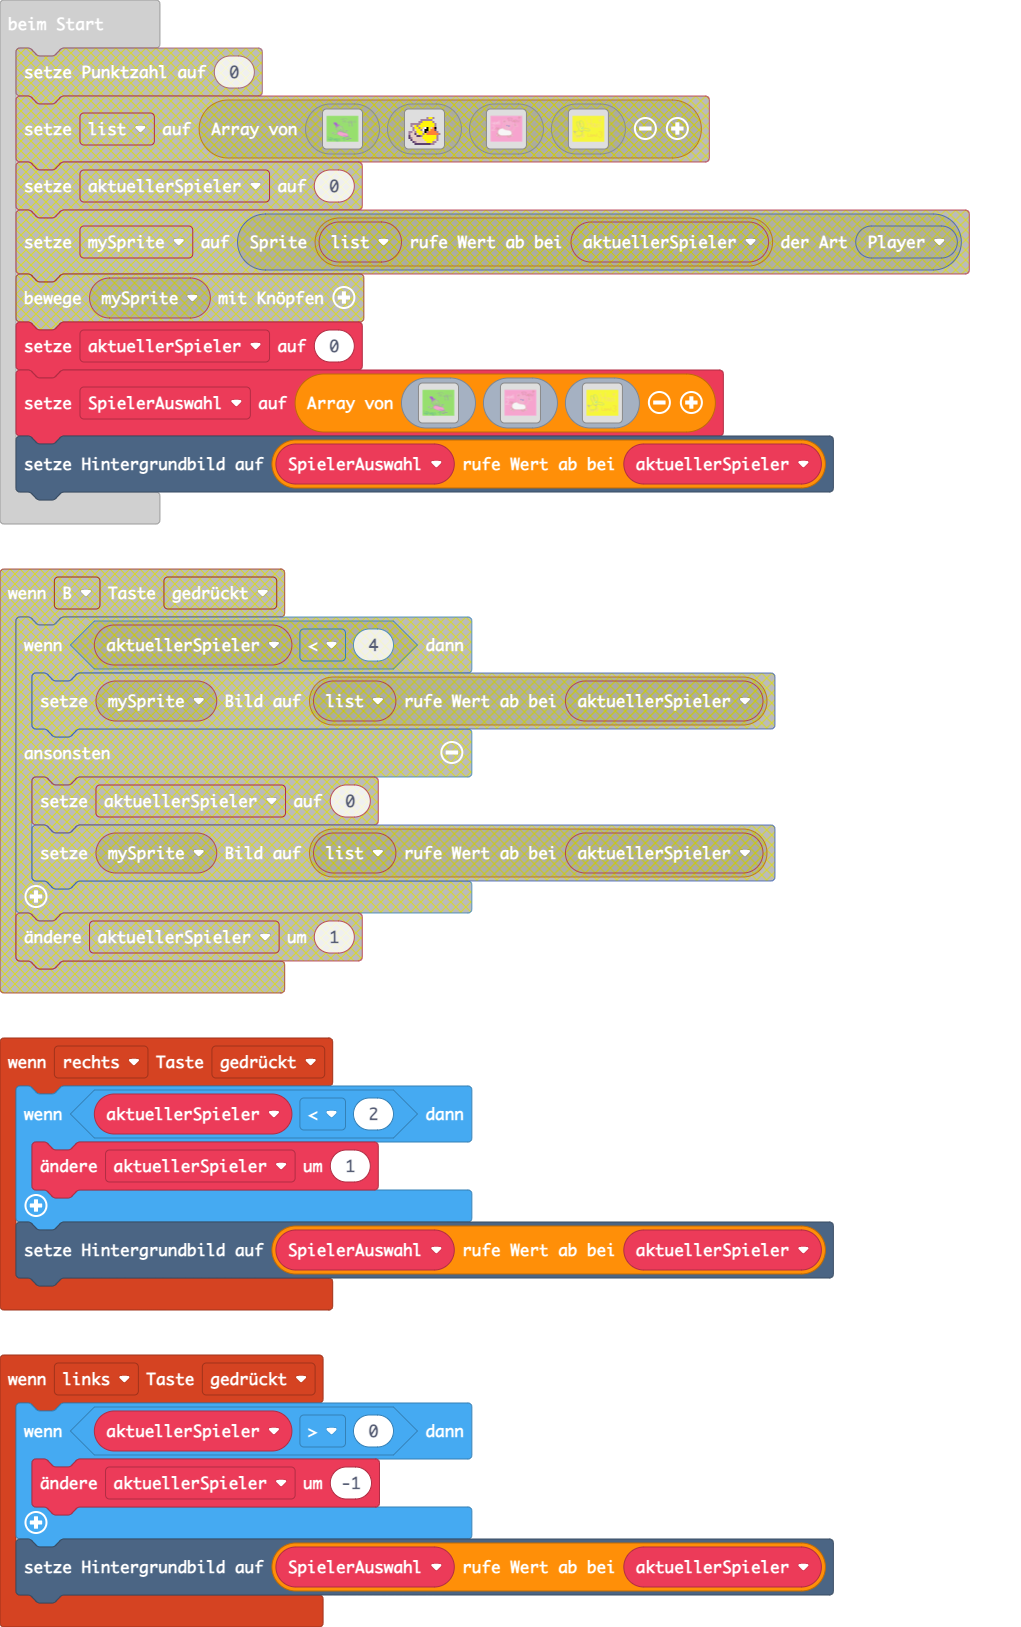 beim Start
setze Punktzahl auf 0
setze list auf Array von
setze aktuellerSpieler auf 0
setze mySprite auf Sprite list rufe Wert ab bei aktuellerSpieler der Art Player
bewege mySprite mit Knöpfen
setze aktuellerSpieler auf 0
setze SpielerAuswahl auf Array von
setze Hintergrundbild auf SpielerAuswahl rufe Wert ab bei aktuellerSpieler
wenn B Taste gedrückt
wenn aktuellerSpieler < 4 dann
setze mySprite Bild auf list rufe Wert ab bei aktuellerSpieler
ansonsten
setze aktuellerSpieler auf 0
setze mySprite Bild auf list rufe Wert ab bei aktuellerSpieler
ändere aktuellerSpieler um 1
wenn rechts Taste gedrückt
wenn aktuellerSpieler < 2 dann
ändere aktuellerSpieler um 1
setze Hintergrundbild auf SpielerAuswahl rufe Wert ab bei aktuellerSpieler
wenn links Taste gedrückt
wenn aktuellerSpieler > 0 dann
ändere aktuellerSpieler um -1
setze Hintergrundbild auf SpielerAuswahl rufe Wert ab bei aktuellerSpieler